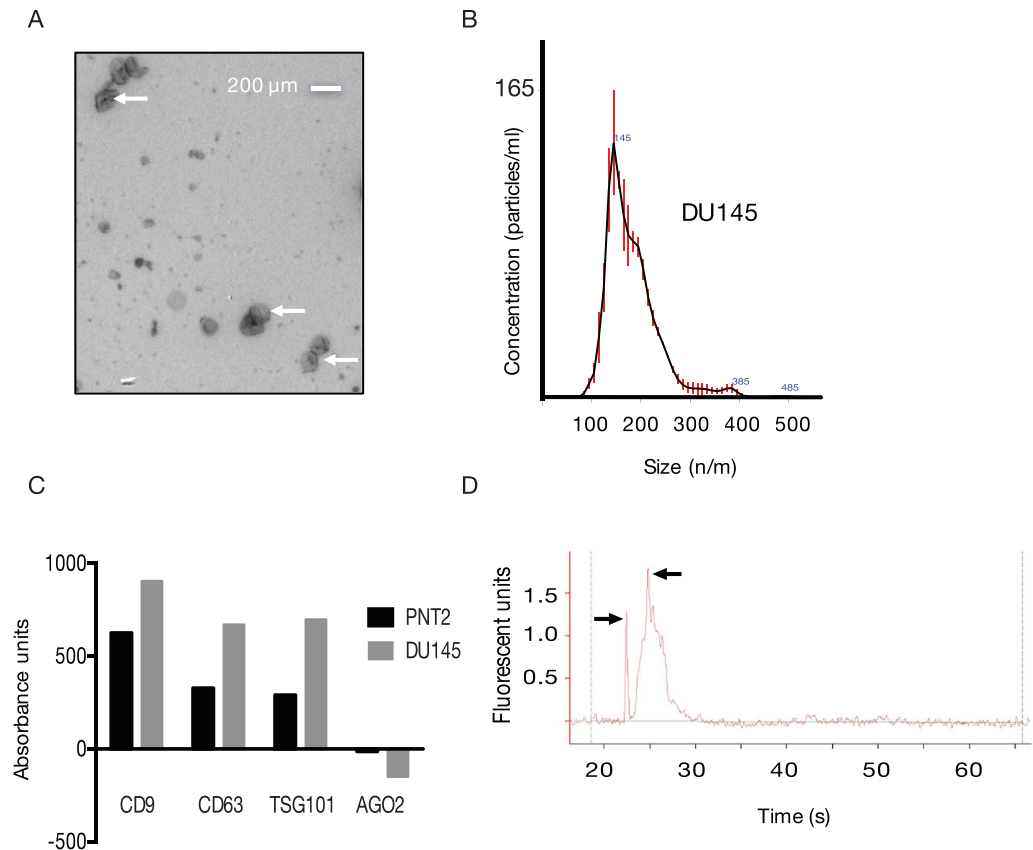 A
200 μm
B
165
Concentration (particles/ml)
145
DU145
385
485
100 200 300 400 500
Size (n/m)
C
1000
500
0
-500
Absorbance units
PNT2
DU145
CD9 CD63 TSG101 AGO2
D
Fluorescent units
1.5
1.0
0.5
20 30 40 50 60
Time (s)